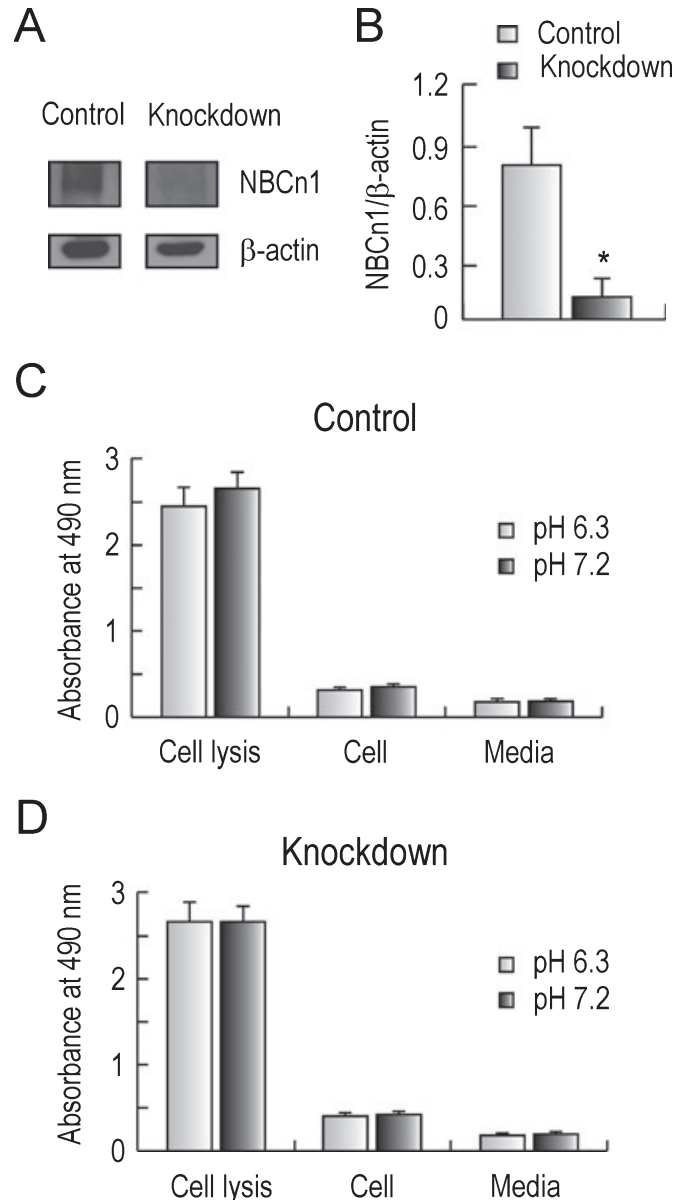 A
Control Knockdown
NBCn1
β-actin
B
Control
Knockdown
NBCn1/β-actin
1.2
0.9
0.6
0.3
0
*
C
Control
Absorbance at 490 nm
3
2
1
0
pH 6.3
pH 7.2
Cell lysis Cell Media
D
Knockdown
Absorbance at 490 nm
3
2
1
0
pH 6.3
pH 7.2
Cell lysis Cell Media